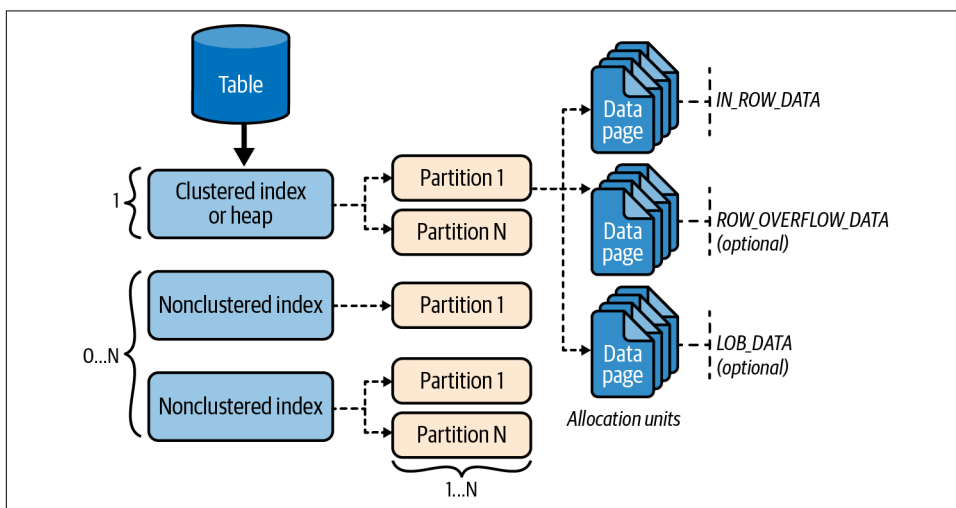 Table
1
Clustered index
or heap
Partition 1
Partition N
0...N
Nonclustered index
Partition 1
Nonclustered index
Partition 1
Partition N
1...N
Data
page
IN_ROW_DATA
Data
page
ROW_OVERFLOW_DATA
(optional)
Data
page
LOB_DATA
(optional)
Allocation units